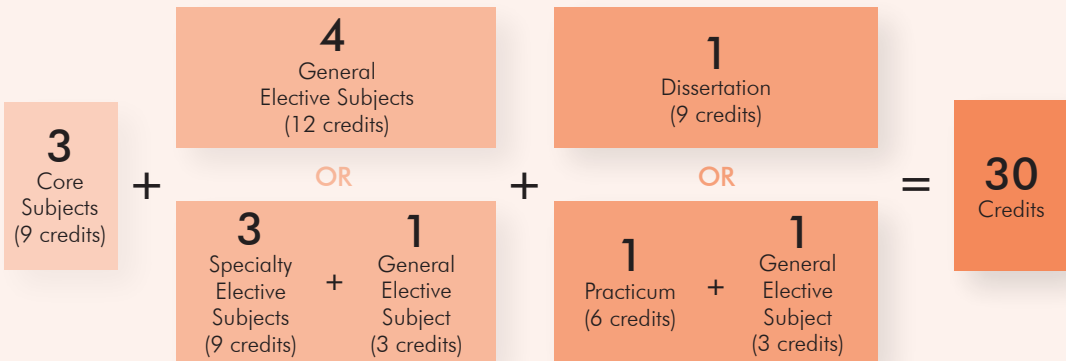 3
Core
Subjects
(9 credits)
+
4
General
Elective Subjects
(12 credits)
OR
3
Specialty
Elective
Subjects
(9 credits)
+
1
General
Elective
Subject
(3 credits)
+
1
Dissertation
(9 credits)
OR
1
Practicum
(6 credits)
+
1
General
Elective
Subject
(3 credits)
=
30
Credits